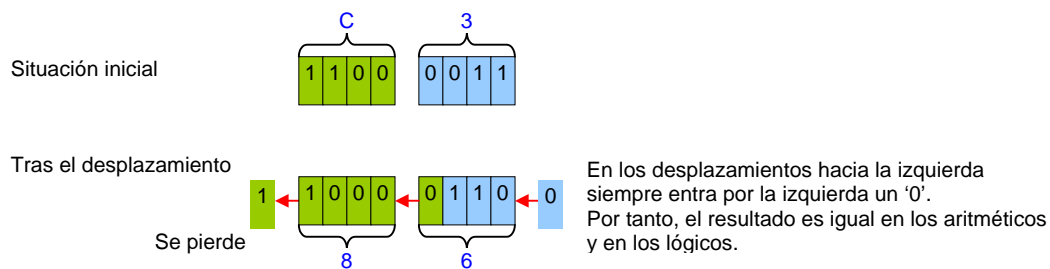 C 3
Situación inicial
1 1 0 0 0 0 1 1
Tras el desplazamiento
1 1 0 0 0 0 1 1 0 0
Se pierde
8 6
En los desplazamientos hacia la izquierda
siempre entra por la izquierda un ‘0’.
Por tanto, el resultado es igual en los aritméticos
y en los lógicos.